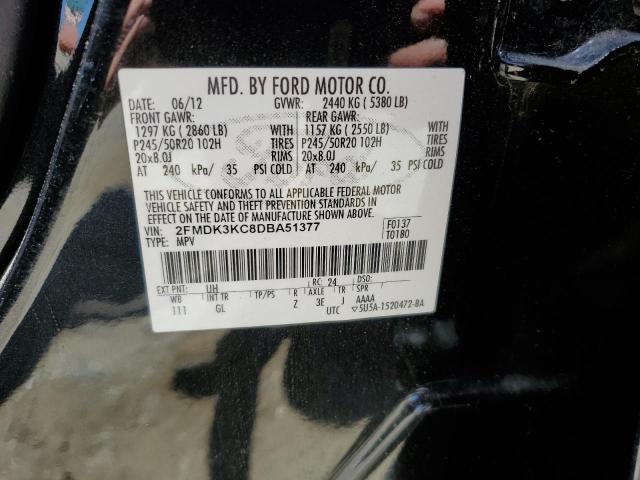 MFD. BY FORD MOTOR CO.
DATE: 06/12 GVWR: 2440 KG ( 5380 LB)
FRONT GAWR: REAR GAWR:
1297 KG ( 2860 LB) WITH 1157 KG ( 2550 LB) WITH
P245/50R20 102H TIRES P245/50R20 102H TIRES
20x8.0J RIMS 20x8.0J RIMS
AT 240 kPa/ 35 PSI COLD AT 240 kPa/ 35 PSI COLD
THIS VEHICLE CONFORMS TO ALL APPLICABLE FEDERAL MOTOR
VEHICLE SAFETY AND THEFT PREVENTION STANDARDS IN
EFFECT ON THE DATE OF MANUFACTURE SHOWN ABOVE.
VIN: 2FMDK3KC8DBA51377 F0137
TYPE: MPV T01B0
EXT PNT: UH RC: 24 DSO:
WB INT TR TP/PS R AXLE TR SPR
111 GL Z 3E J AAAA
UTC ▽5U5A-1520472-BA